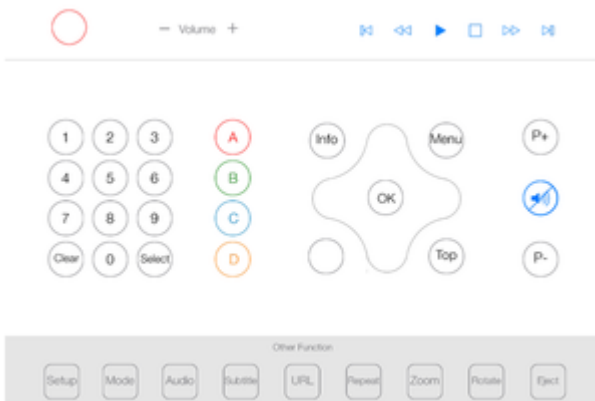 − Volume +
1 2 3 A Info Menu P+
4 5 6 B
OK
7 8 9 C
Clear 0 Select D Top P-
Other Function
Setup Mode Audio Subtitle URL Repeat Zoom Rotate Eject